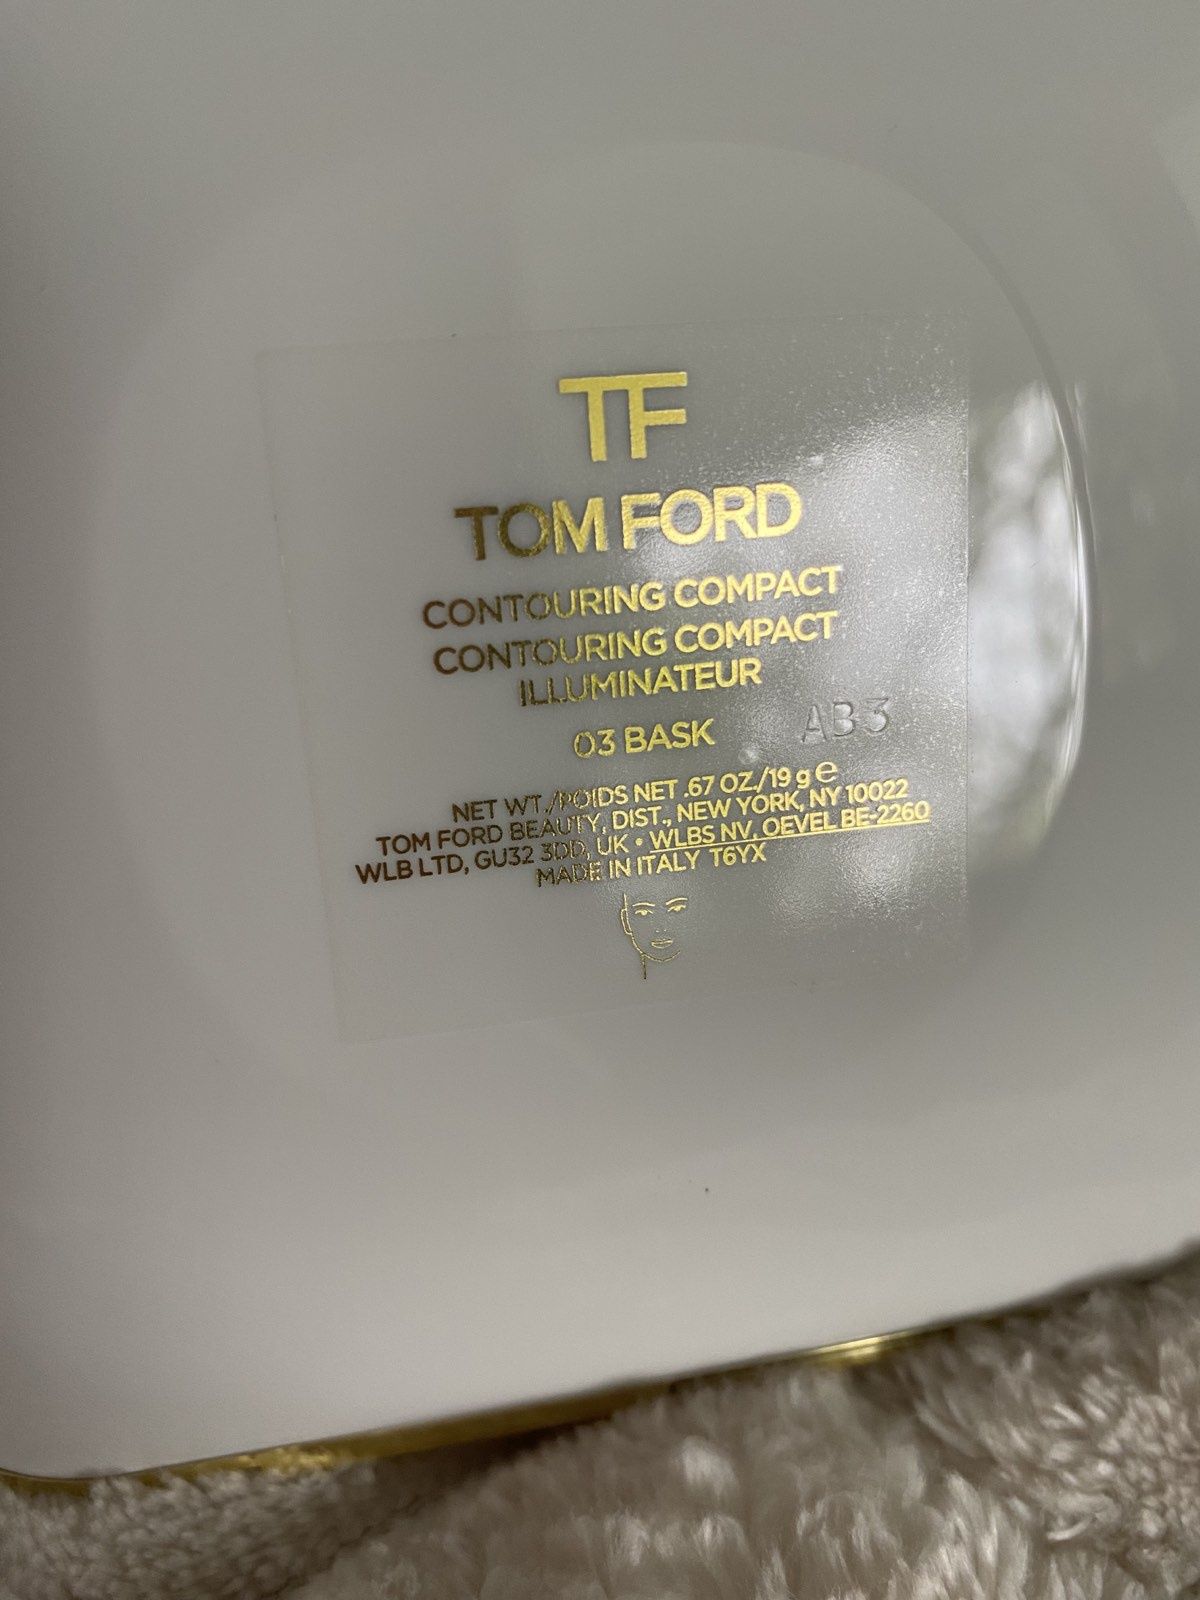 TF
TOM FORD
CONTOURING COMPACT
CONTOURING COMPACT
ILLUMINATEUR
03 BASK AB3
NET WT./POIDS NET .67 OZ./19 g ℮
TOM FORD BEAUTY, DIST., NEW YORK, NY 10022
WLB LTD, GU32 3DD, UK • WLBS NV, OEVEL BE-2260
MADE IN ITALY T6YX